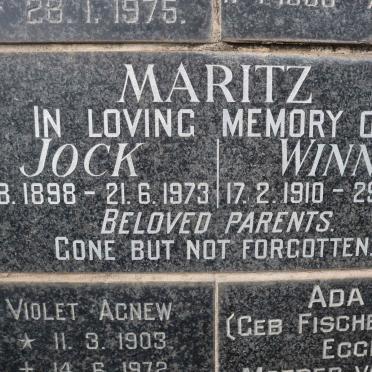 28.1.1975.
MARITZ
IN LOVING MEMORY O
JOCK WINN
8.1898 - 21.6.1973 17.2.1910 - 29
BELOVED PARENTS.
GONE BUT NOT FORGOTTEN.
VIOLET AGNEW
* 11.3.1903.
+ 14.6.1972
ADA
(GEB FISCHE
ECC